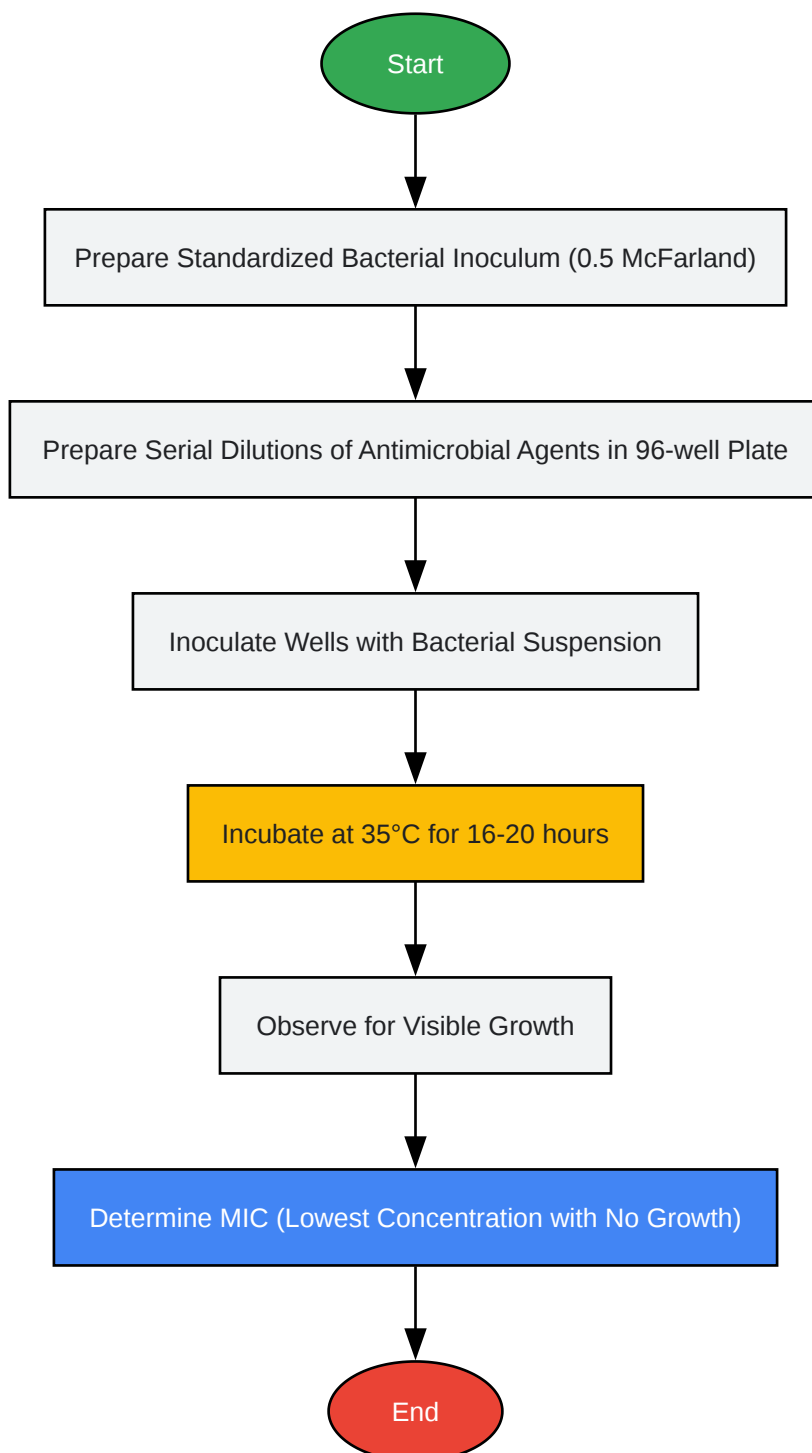 Start
Prepare Standardized Bacterial Inoculum (0.5 McFarland)
Prepare Serial Dilutions of Antimicrobial Agents in 96-well Plate
Inoculate Wells with Bacterial Suspension
Incubate at 35°C for 16-20 hours
Observe for Visible Growth
Determine MIC (Lowest Concentration with No Growth)
End